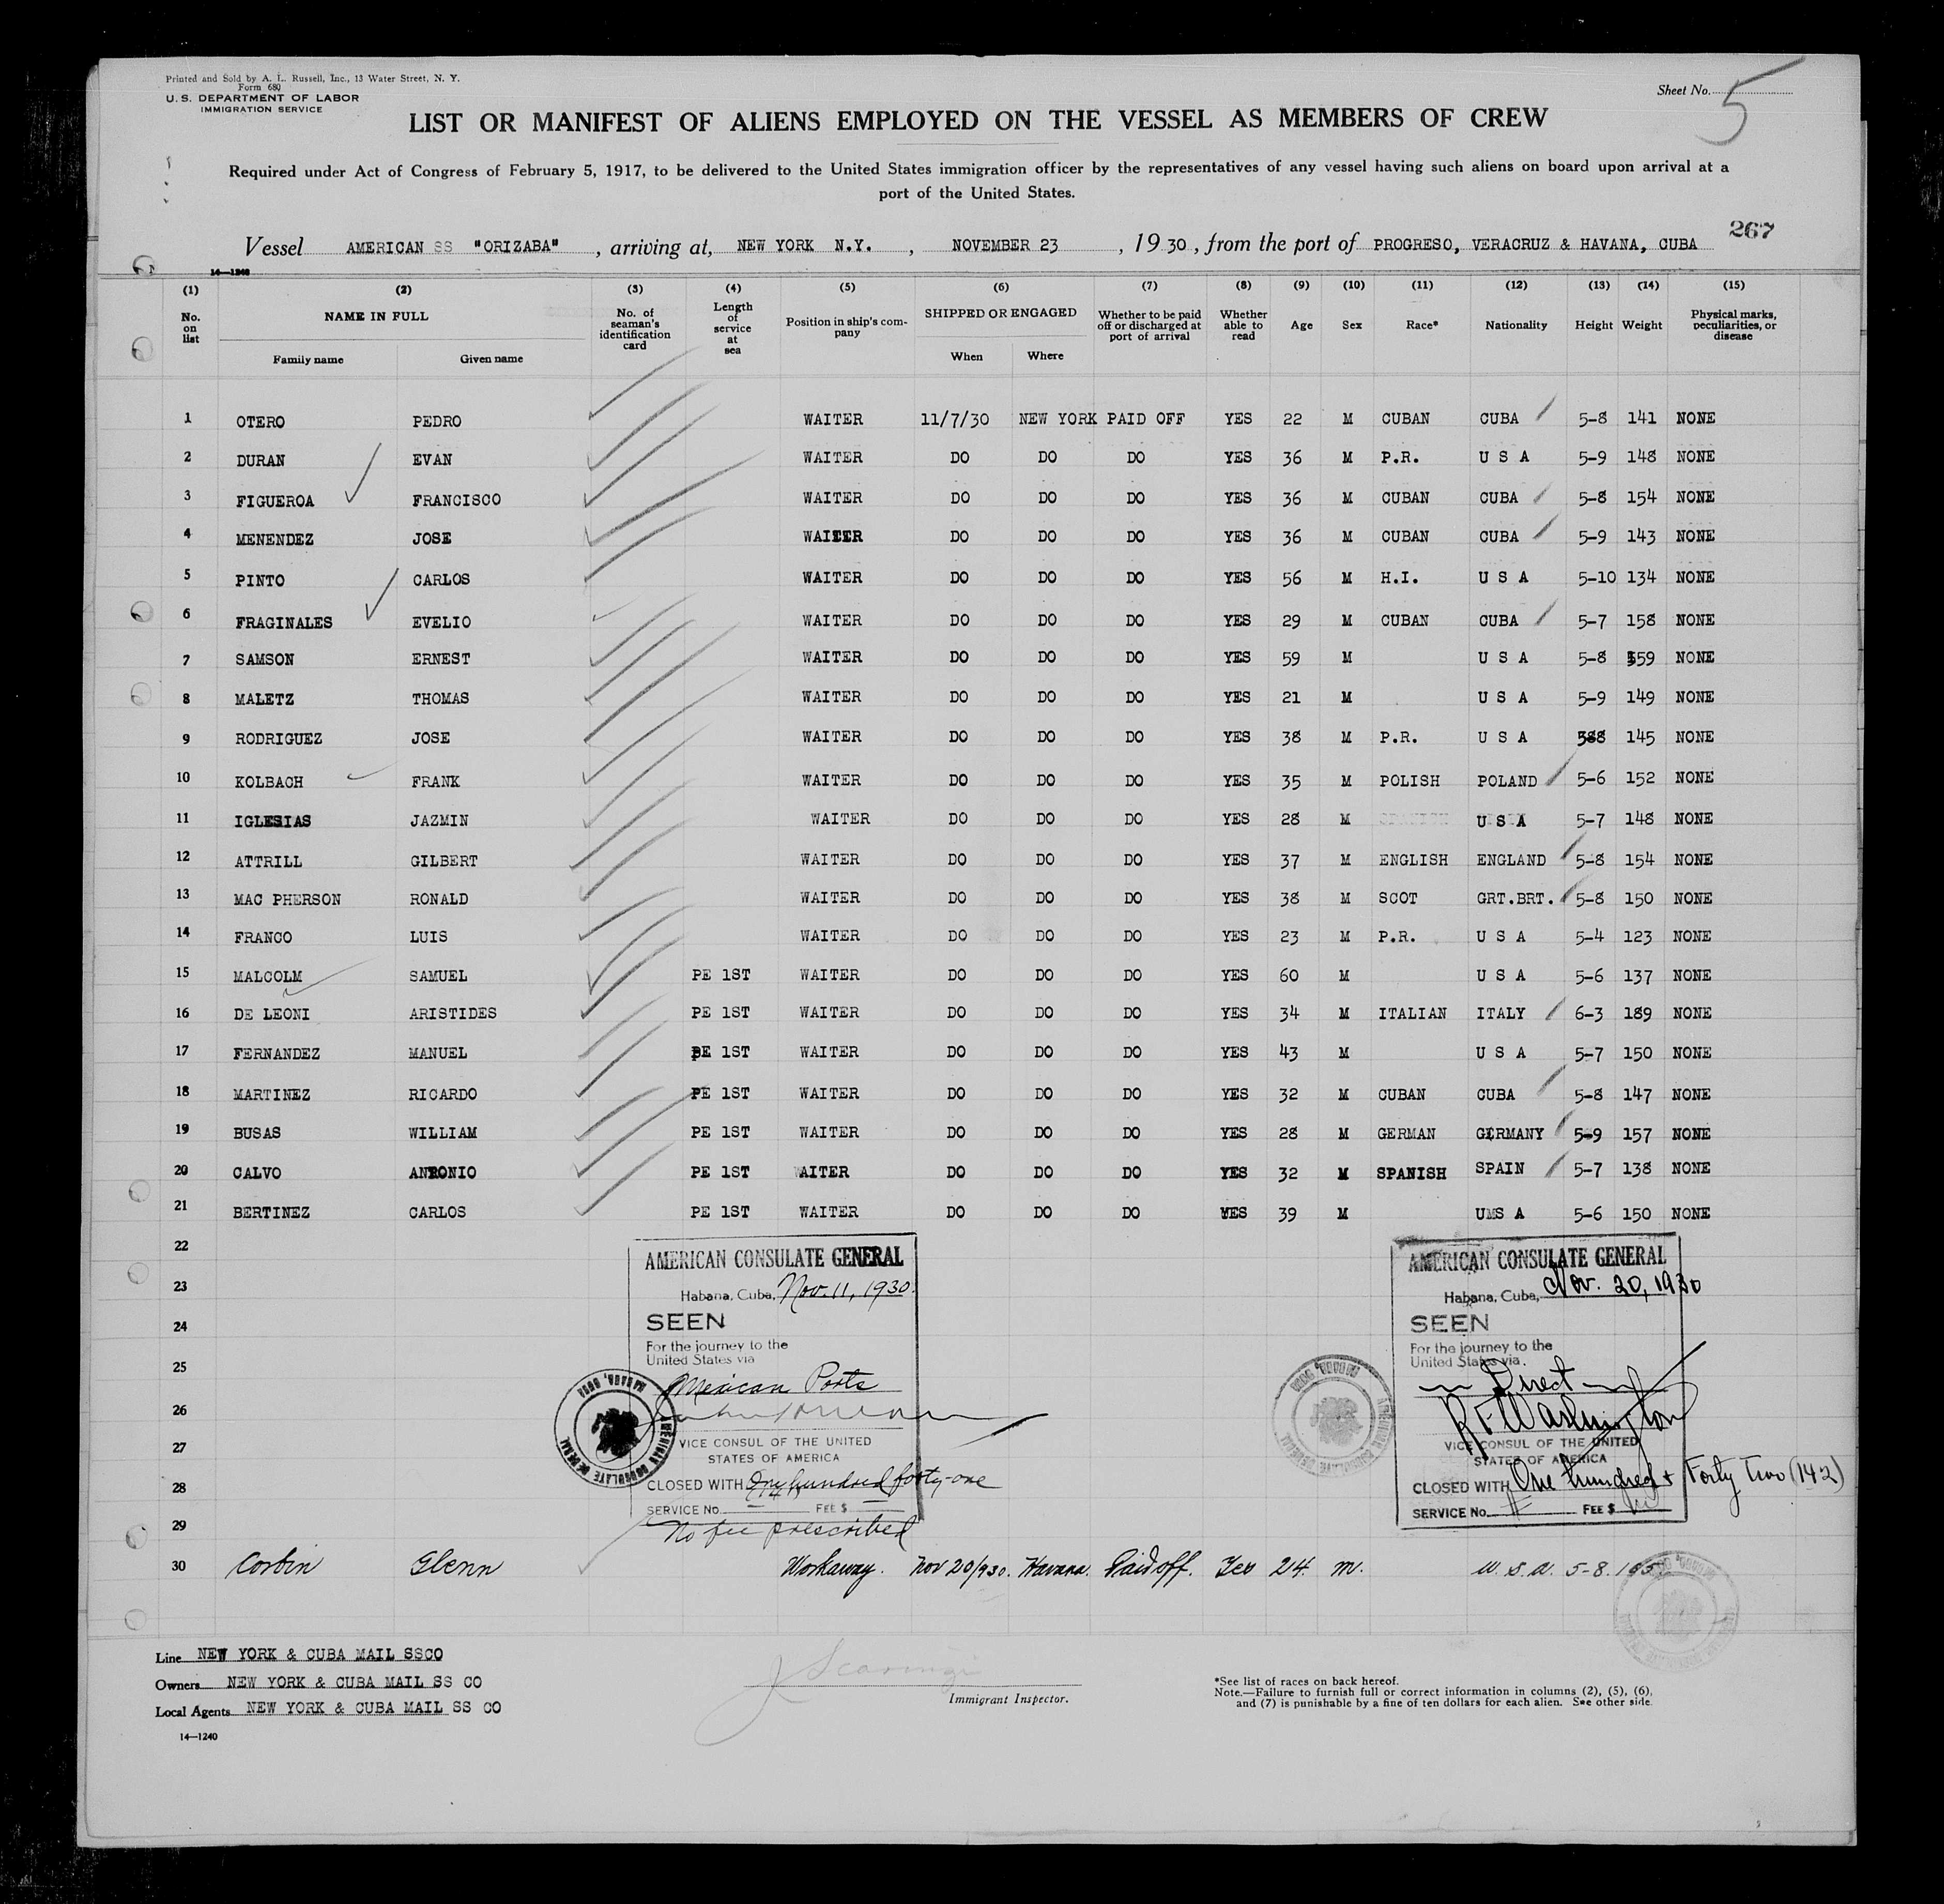 Printed and Sold by A. L. Russell, Inc., 13 Water Street, N. Y.
Form 680
U. S. DEPARTMENT OF LABOR
IMMIGRATION SERVICE
Sheet No. 5
LIST OR MANIFEST OF ALIENS EMPLOYED ON THE VESSEL AS MEMBERS OF CREW
Required under Act of Congress of February 5, 1917, to be delivered to the United States immigration officer by the representatives of any vessel having such aliens on board upon arrival at a
port of the United States.
267
Vessel AMERICAN SS "ORIZABA" , arriving at, NEW YORK N.Y. , NOVEMBER 23 , 19 30 , from the port of PROGRESO, VERACRUZ & HAVANA, CUBA
14—1240
(1) (2) (3) (4) (5) (6) (7) (8) (9) (10) (11) (12) (13) (14) (15)
No. on list NAME IN FULL Family name Given name No. of seaman's identification card Length of service at sea Position in ship's company SHIPPED OR ENGAGED When Where Whether to be paid off or discharged at port of arrival Whether able to read Age Sex Race* Nationality Height Weight Physical marks, peculiarities, or disease
1 OTERO PEDRO WAITER 11/7/30 NEW YORK PAID OFF YES 22 M CUBAN CUBA 5-8 141 NONE
2 DURAN EVAN WAITER DO DO DO YES 36 M P.R. U S A 5-9 148 NONE
3 FIGUEROA FRANCISCO WAITER DO DO DO YES 36 M CUBAN CUBA 5-8 154 NONE
4 MENENDEZ JOSE WAITER DO DO DO YES 36 M CUBAN CUBA 5-9 143 NONE
5 PINTO CARLOS WAITER DO DO DO YES 56 M H.I. U S A 5-10 134 NONE
6 FRAGINALES EVELIO WAITER DO DO DO YES 29 M CUBAN CUBA 5-7 158 NONE
7 SAMSON ERNEST WAITER DO DO DO YES 59 M U S A 5-8 159 NONE
8 MALETZ THOMAS WAITER DO DO DO YES 21 M U S A 5-9 149 NONE
9 RODRIGUEZ JOSE WAITER DO DO DO YES 38 M P.R. U S A 145 NONE
10 KOLBACH FRANK WAITER DO DO DO YES 35 M POLISH POLAND 5-6 152 NONE
11 IGLESIAS JAZMIN WAITER DO DO DO YES 28 M SPANISH U S A 5-7 148 NONE
12 ATTRILL GILBERT WAITER DO DO DO YES 37 M ENGLISH ENGLAND 5-8 154 NONE
13 MAC PHERSON RONALD WAITER DO DO DO YES 38 M SCOT GRT.BRT. 5-8 150 NONE
14 FRANCO LUIS WAITER DO DO DO YES 23 M P.R. U S A 5-4 123 NONE
15 MALCOLM SAMUEL PE 1ST WAITER DO DO DO YES 60 M U S A 5-6 137 NONE
16 DE LEONI ARISTIDES PE 1ST WAITER DO DO DO YES 34 M ITALIAN ITALY 6-3 189 NONE
17 FERNANDEZ MANUEL PE 1ST WAITER DO DO DO YES 43 M U S A 5-7 150 NONE
18 MARTINEZ RICARDO PE 1ST WAITER DO DO DO YES 32 M CUBAN CUBA 5-8 147 NONE
19 BUSAS WILLIAM PE 1ST WAITER DO DO DO YES 28 M GERMAN GERMANY 5-9 157 NONE
20 CALVO ANTONIO PE 1ST WAITER DO DO DO YES 32 M SPANISH SPAIN 5-7 138 NONE
21 BERTINEZ CARLOS PE 1ST WAITER DO DO DO YES 39 M U S A 5-6 150 NONE
22
23
24
25
26
27
28
29
AMERICAN CONSULATE GENERAL
Habana, Cuba, Nov. 11, 1930.
SEEN
For the journey to the
United States via
Mexican Ports
VICE CONSUL OF THE UNITED
STATES OF AMERICA
CLOSED WITH One hundred forty-one
SERVICE No. FEE $
No fee prescribed
AMERICAN CONSULATE GENERAL
Habana, Cuba, Nov. 20, 1930
SEEN
For the journey to the
United States via.
Direct
R F Washington
VICE CONSUL OF THE UNITED
STATES OF AMERICA
CLOSED WITH One hundred + Forty Two (142)
SERVICE No. FEE $
AMERICAN CONSULATE GENERAL
30 Corbin Glenn Workaway. Nov 20/930. Havana. Paid off. Yes 24. m. U. S. A. 5-8. 165
Line NEW YORK & CUBA MAIL SSCO
Owners NEW YORK & CUBA MAIL SS CO
Local Agents NEW YORK & CUBA MAIL SS CO
14—1240
Immigrant Inspector.
*See list of races on back hereof.
Note.—Failure to furnish full or correct information in columns (2), (5), (6),
and (7) is punishable by a fine of ten dollars for each alien. See other side.